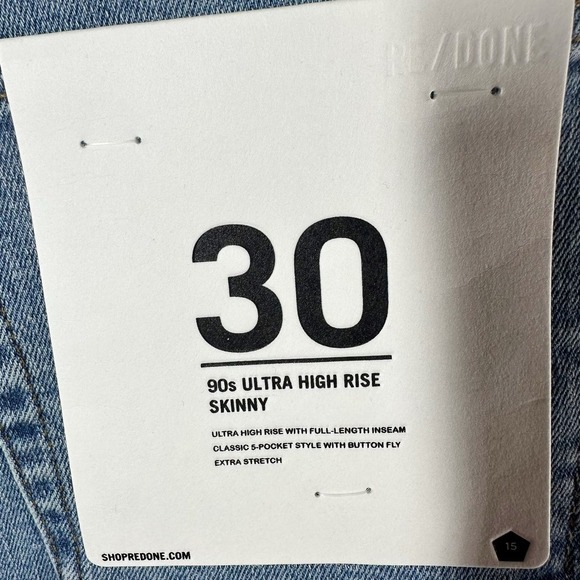 RE/DONE
30
90s ULTRA HIGH RISE
SKINNY
ULTRA HIGH RISE WITH FULL-LENGTH INSEAM
CLASSIC 5-POCKET STYLE WITH BUTTON FLY
EXTRA STRETCH
SHOPREDONE.COM
15